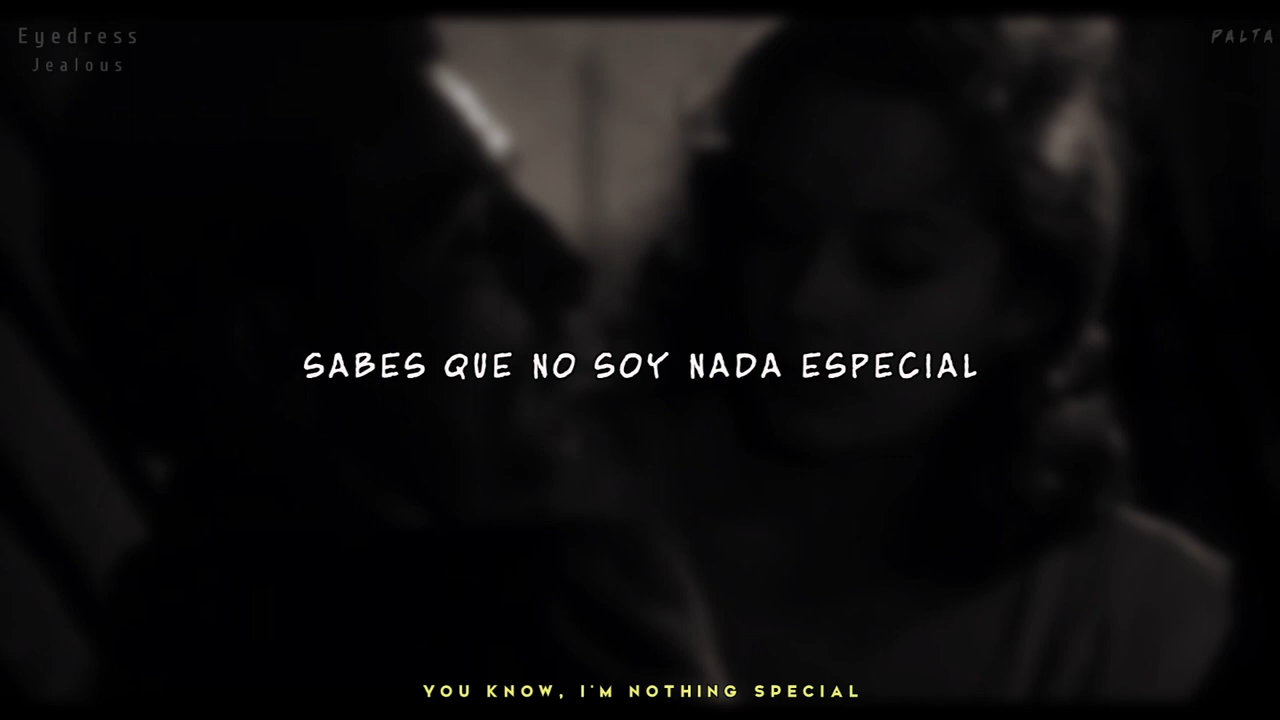 Eyedress
Jealous
PALTA
SABES QUE NO SOY NADA ESPECIAL
YOU KNOW, I'M NOTHING SPECIAL